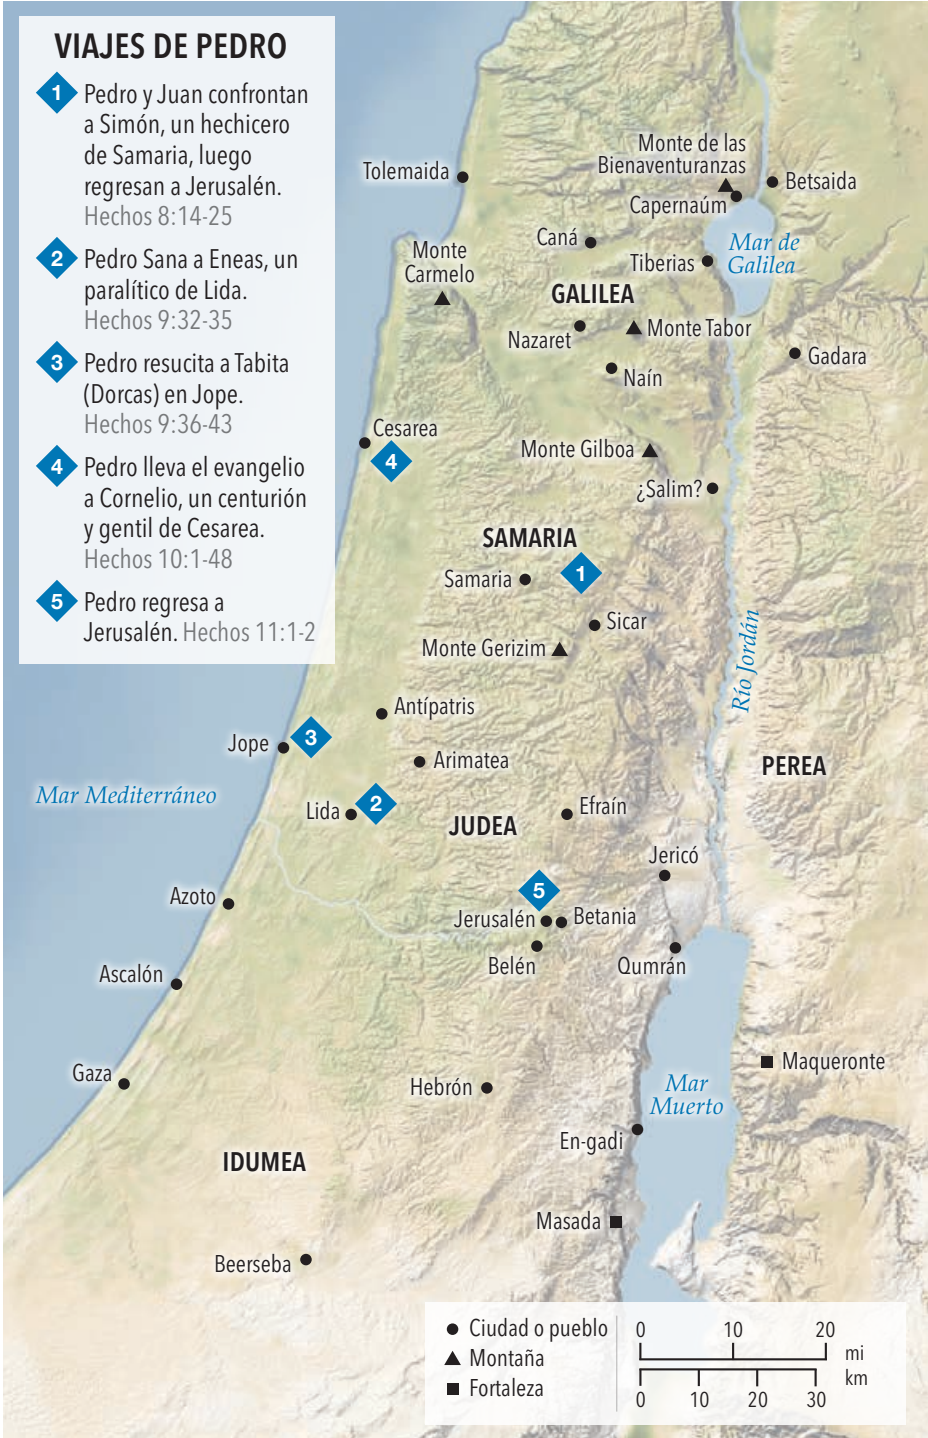 VIAJES DE PEDRO
1 Pedro y Juan confrontan
a Simón, un hechicero
de Samaria, luego
regresan a Jerusalén.
Hechos 8:14-25
2 Pedro Sana a Eneas, un
paralítico de Lida.
Hechos 9:32-35
3 Pedro resucita a Tabita
(Dorcas) en Jope.
Hechos 9:36-43
4 Pedro lleva el evangelio
a Cornelio, un centurión
y gentil de Cesarea.
Hechos 10:1-48
5 Pedro regresa a
Jerusalén. Hechos 11:1-2
Monte de las
Bienaventuranzas
Tolemaida
Betsaida
Capernaúm
Caná
Mar de
Galilea
Monte
Carmelo
Tiberias
GALILEA
Nazaret
Monte Tabor
Gadara
Naín
Cesarea
4
Monte Gilboa
¿Salim?
SAMARIA
Samaria
1
Sicar
Monte Gerizim
Río Jordán
Antípatris
Jope
3
Arimatea
PEREA
Mar Mediterráneo
Lida
2
Efraín
JUDEA
Jericó
5
Azoto
Jerusalén
Betania
Belén
Qumrán
Ascalón
Maqueronte
Gaza
Hebrón
Mar
Muerto
En-gadi
IDUMEA
Masada
Beerseba
Ciudad o pueblo
Montaña
Fortaleza
0 10 20
mi
km
0 10 20 30